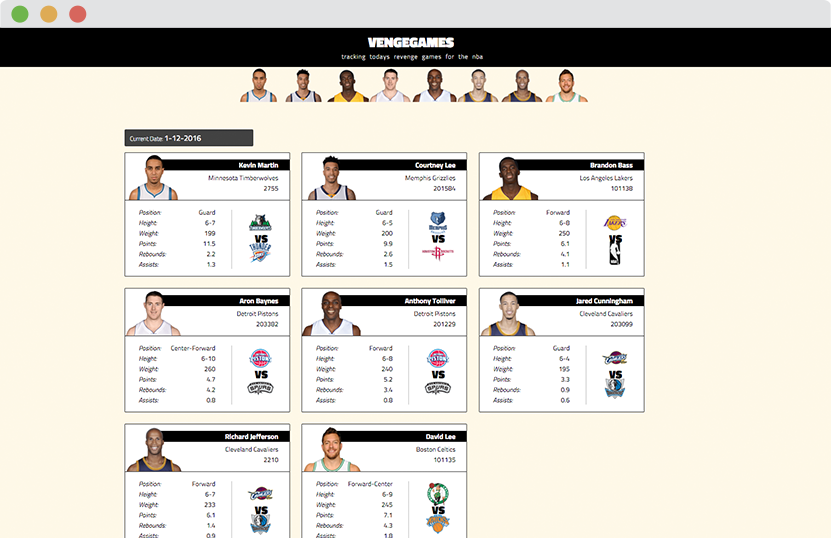 VENGEGAMES
tracking todays revenge games for the nba
Current Date: 1-12-2016
Kevin Martin
Minnesota Timberwolves
2755
Position: Guard
Height: 6-7
Weight: 199
Points: 11.5
Rebounds: 2.2
Assists: 1.3
VS
THUNDER
Courtney Lee
Memphis Grizzlies
201584
Position: Guard
Height: 6-5
Weight: 200
Points: 9.9
Rebounds: 2.6
Assists: 1.5
MEMPHIS
VS
Brandon Bass
Los Angeles Lakers
101138
Position: Forward
Height: 6-8
Weight: 250
Points: 6.1
Rebounds: 4.1
Assists: 1.1
LAKERS
VS
Aron Baynes
Detroit Pistons
203382
Position: Center-Forward
Height: 6-10
Weight: 260
Points: 4.7
Rebounds: 4.2
Assists: 0.8
PISTONS
VS
SPURS
Anthony Tolliver
Detroit Pistons
201229
Position: Forward
Height: 6-8
Weight: 240
Points: 5.2
Rebounds: 3.4
Assists: 0.8
PISTONS
VS
SPURS
Jared Cunningham
Cleveland Cavaliers
203099
Position: Guard
Height: 6-4
Weight: 195
Points: 3.3
Rebounds: 0.9
Assists: 0.6
CAVALIERS
VS
Richard Jefferson
Cleveland Cavaliers
2210
Position: Forward
Height: 6-7
Weight: 233
Points: 6.1
Rebounds: 1.4
Assists: 0.9
CAVALIERS
VS
David Lee
Boston Celtics
101135
Position: Forward-Center
Height: 6-9
Weight: 245
Points: 7.1
Rebounds: 4.3
Assists: 1.8
VS